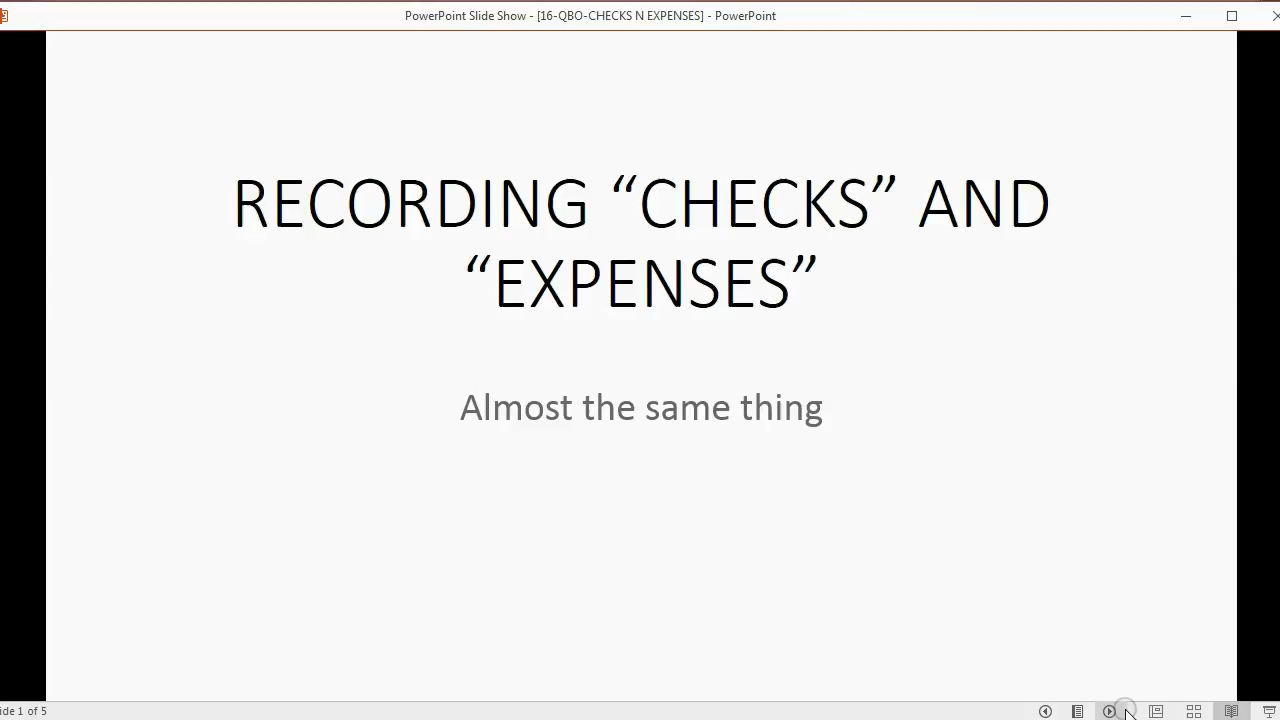 PowerPoint Slide Show - [16-QBO-CHECKS N EXPENSES] - PowerPoint
RECORDING “CHECKS” AND
“EXPENSES”
Almost the same thing
ide 1 of 5